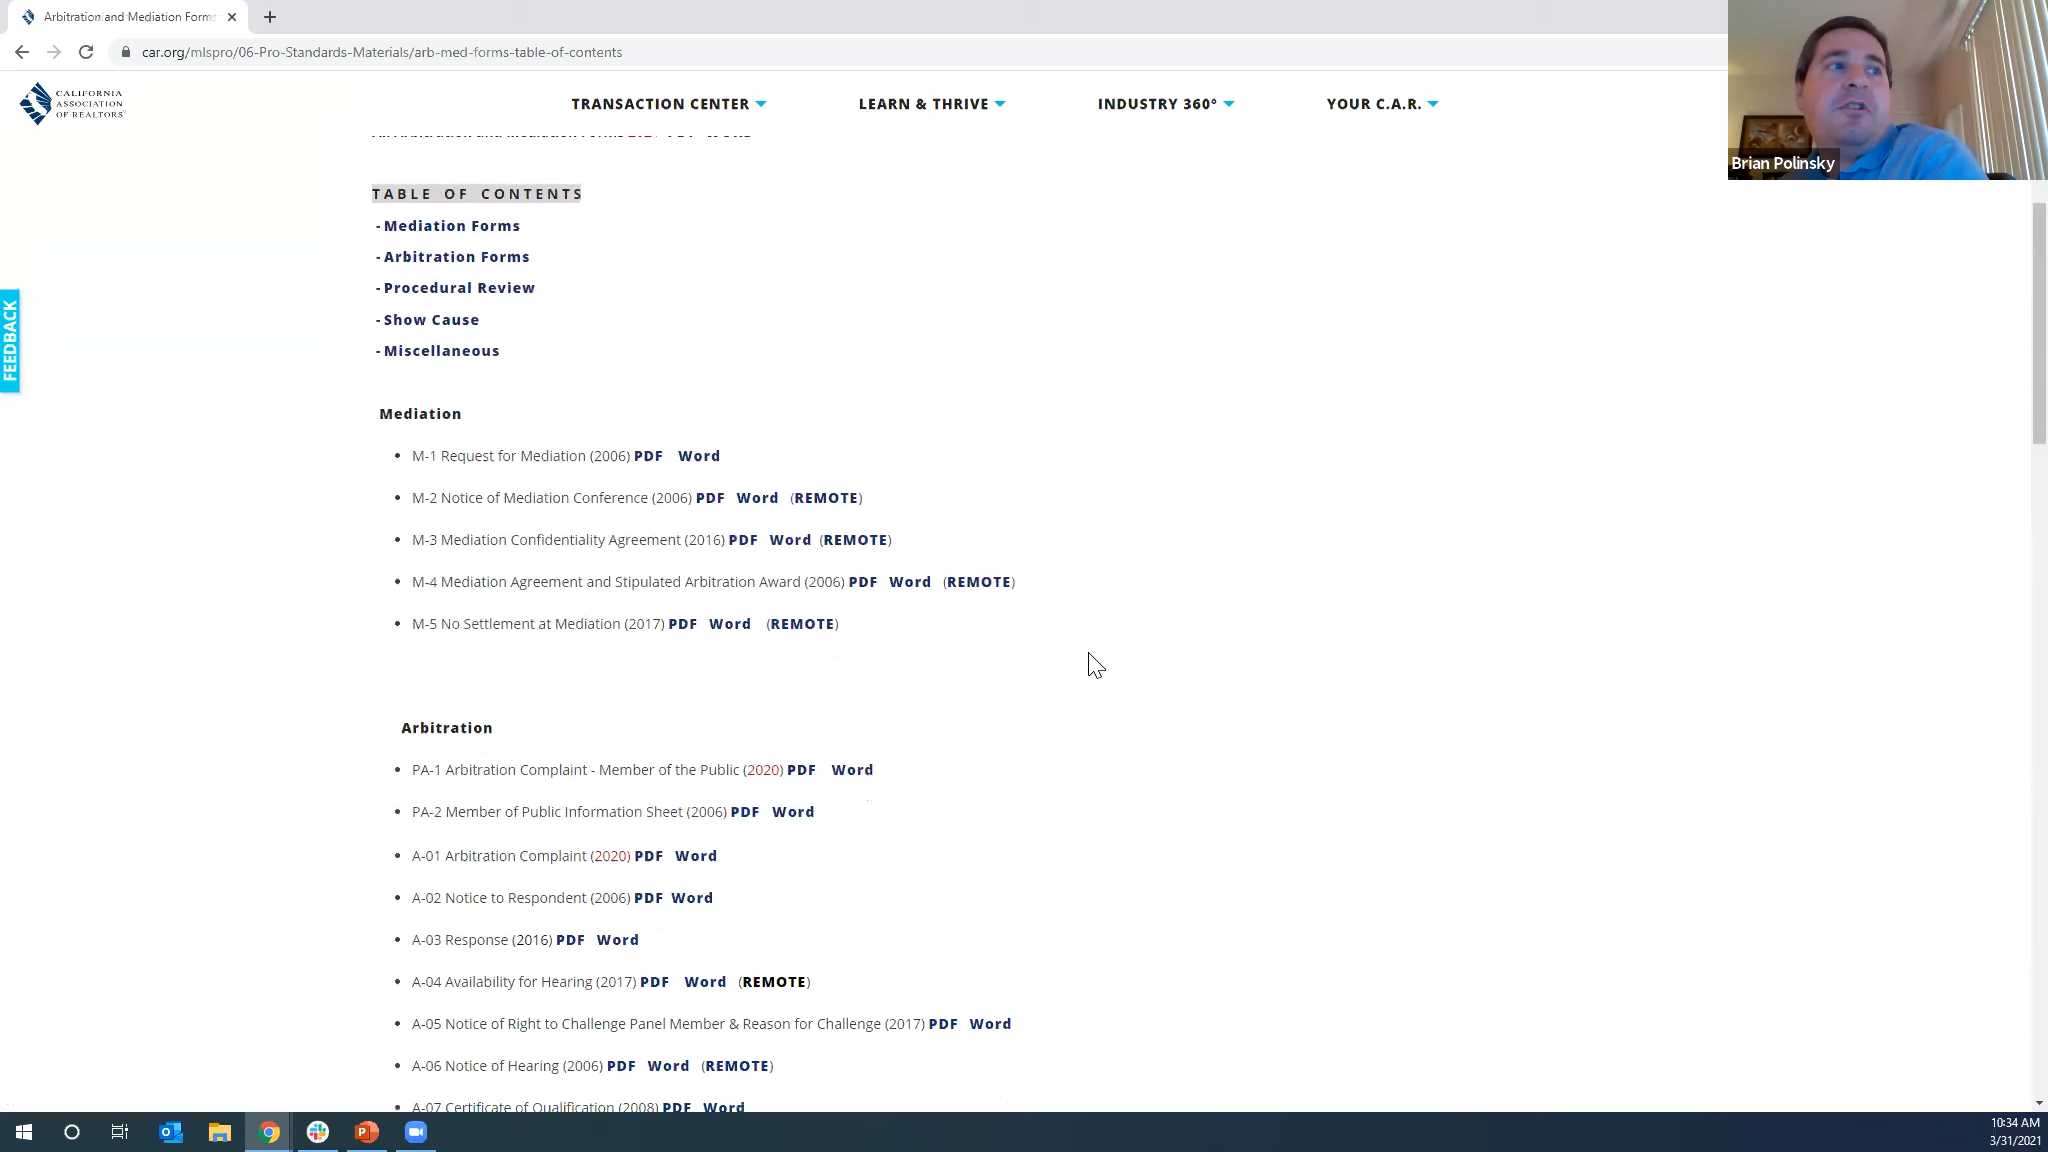 Arbitration and Mediation Forms
car.org/mlspro/06-Pro-Standards-Materials/arb-med-forms-table-of-contents
CALIFORNIA
ASSOCIATION
OF REALTORS®
TRANSACTION CENTER
LEARN & THRIVE
INDUSTRY 360°
YOUR C.A.R.
Brian Polinsky
FEEDBACK
TABLE OF CONTENTS
- Mediation Forms
- Arbitration Forms
- Procedural Review
- Show Cause
- Miscellaneous
Mediation
• M-1 Request for Mediation (2006) PDF Word
• M-2 Notice of Mediation Conference (2006) PDF Word (REMOTE)
• M-3 Mediation Confidentiality Agreement (2016) PDF Word (REMOTE)
• M-4 Mediation Agreement and Stipulated Arbitration Award (2006) PDF Word (REMOTE)
• M-5 No Settlement at Mediation (2017) PDF Word (REMOTE)
Arbitration
• PA-1 Arbitration Complaint - Member of the Public (2020) PDF Word
• PA-2 Member of Public Information Sheet (2006) PDF Word
• A-01 Arbitration Complaint (2020) PDF Word
• A-02 Notice to Respondent (2006) PDF Word
• A-03 Response (2016) PDF Word
• A-04 Availability for Hearing (2017) PDF Word (REMOTE)
• A-05 Notice of Right to Challenge Panel Member & Reason for Challenge (2017) PDF Word
• A-06 Notice of Hearing (2006) PDF Word (REMOTE)
• A-07 Certificate of Qualification (2008) PDF Word
10:34 AM
3/31/2021